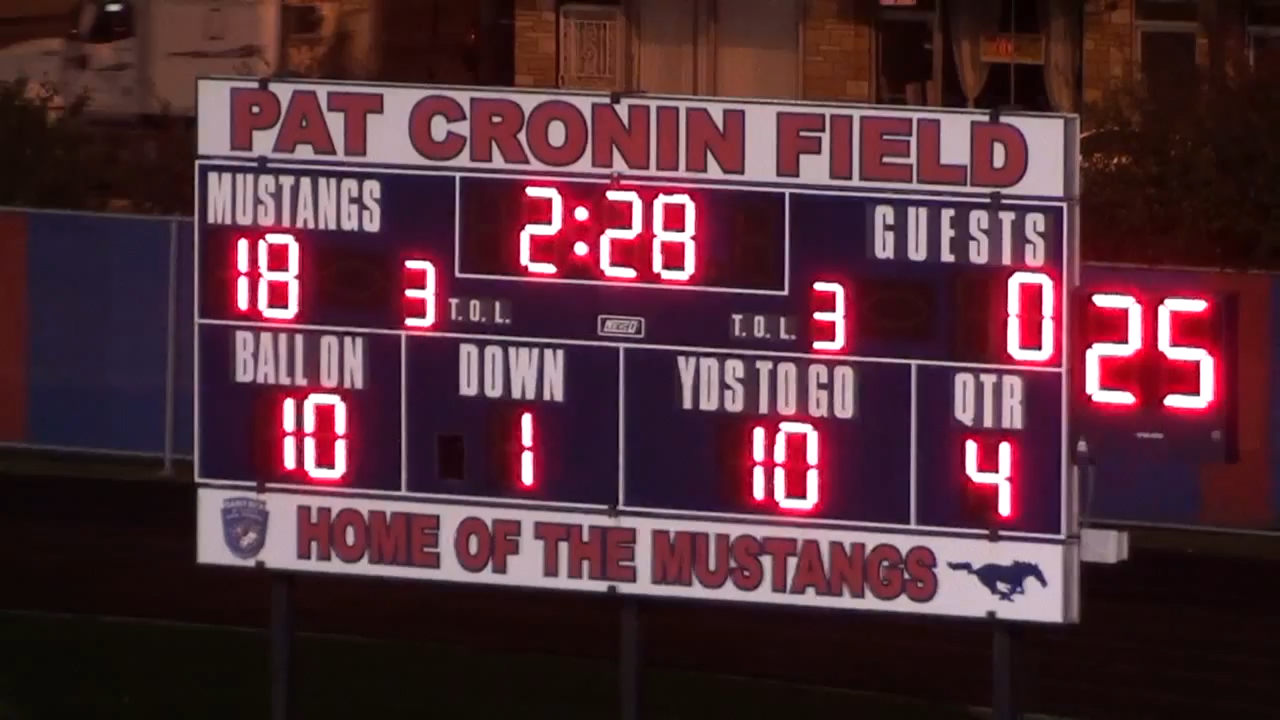 PAT CRONIN FIELD
MUSTANGS 2:28 GUESTS
18 3 T.O.L. T.O.L. 3 0 25
BALL ON DOWN YDS TO GO QTR
10 1 10 4
HOME OF THE MUSTANGS